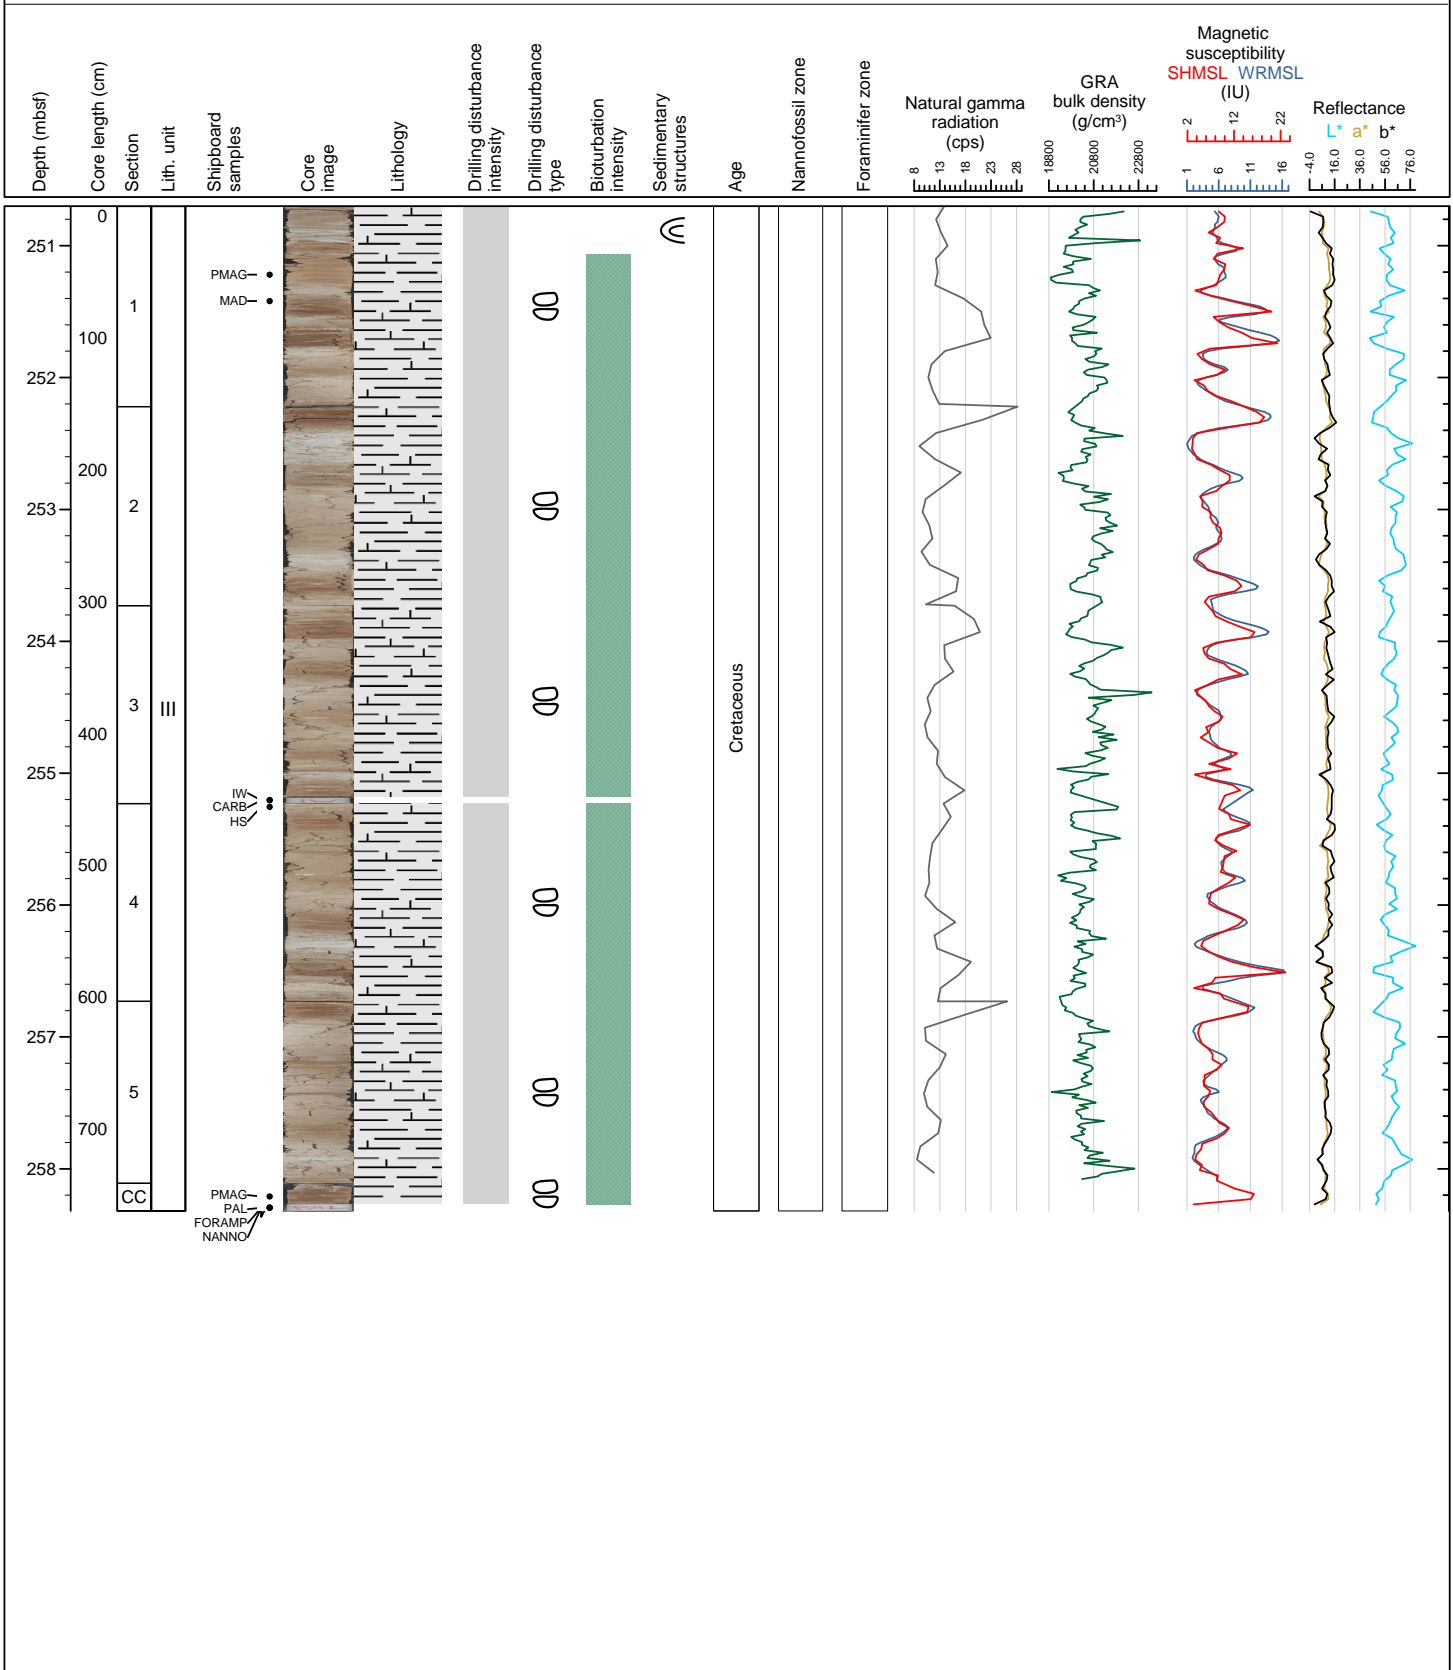 Depth (mbsf)
Core length (cm)
Section
Lith. unit
Shipboard
samples
Core
image
Lithology
Drilling disturbance
intensity
Drilling disturbance
type
Bioturbation
intensity
Sedimentary
structures
Age
Nannofossil zone
Foraminifer zone
Natural gamma
radiation
(cps)
8 13 18 23 28
GRA
bulk density
(g/cm³)
18800 20800 22800
Magnetic
susceptibility
SHMSL WRMSL
(IU)
2 12 22
1 6 11 16
Reflectance
L* a* b*
-4.0 16.0 36.0 56.0 76.0
0
251
PMAG
MAD
1
100
252
200
2
253
300
254
Cretaceous
3
III
400
255
IW
CARB
HS
500
4
256
600
257
5
700
258
CC
PMAG
PAL
FORAMP
NANNO